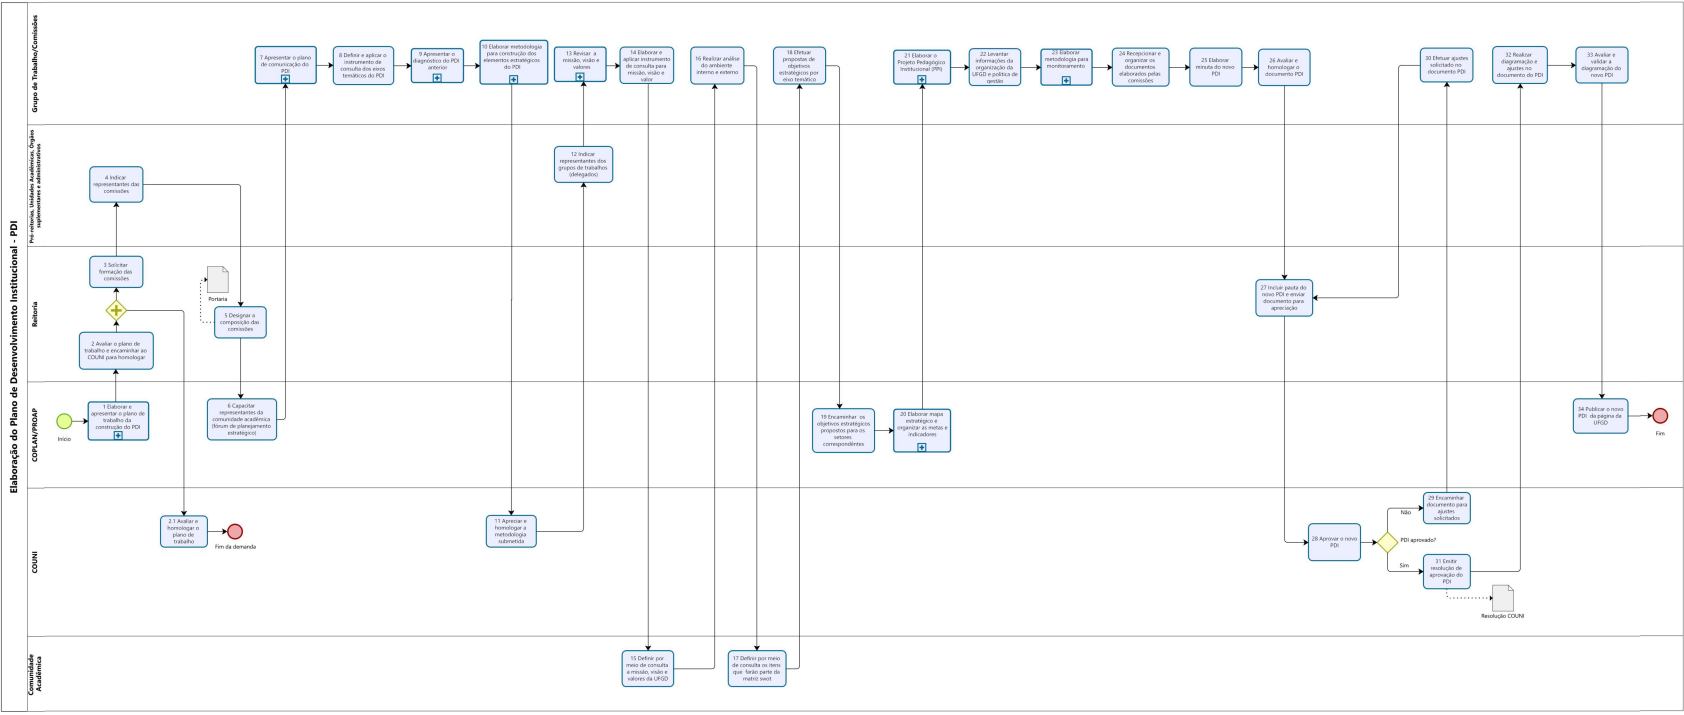 Elaboração do Plano de Desenvolvimento Institucional - PDI
Grupo de Trabalho/Comissões
7 Apresentar o plano
de comunicação do
PDI
8 Definir e aplicar o
instrumento de
consulta dos eixos
temáticos do PDI
9 Apresentar o
diagnóstico do PDI
anterior
10 Elaborar metodologia
para construção dos
elementos estratégicos
do PDI
13 Revisar a
missão, visão e
valores
14 Elaborar e
aplicar instrumento
de consulta para
missão, visão e
valor
16 Realizar análise
do ambiente
interno e externo
18 Efetuar
propostas de
objetivos
estratégicos por
eixo temático
21 Elaborar o
Projeto Pedagógico
Institucional (PPI)
22 Levantar
informações da
organização da
UFGD e política de
gestão
23 Elaborar
metodologia para
monitoramento
24 Recepcionar e
organizar os
documentos
elaborados pelas
comissões
25 Elaborar
minuta do novo
PDI
26 Avaliar e
homologar o
documento PDI
30 Efetuar ajustes
solicitado no
documento PDI
32 Realizar
diagramação e
ajustes no
documento do PDI
33 Avaliar e
validar a
diagramação do
novo PDI
Pró-reitorias, Unidades Acadêmicas, Órgãos
suplementares e administrativos
4 Indicar
representantes das
comissões
12 Indicar
representantes dos
grupos de trabalhos
(delegados)
Reitoria
3 Solicitar
formação das
comissões
2 Avaliar o plano de
trabalho e encaminhar ao
COUNI para homologar
Portaria
5 Designar a
composição das
comissões
27 Incluir pauta do
novo PDI e enviar
documento para
apreciação
COPLAN/PROAP
Início
1 Elaborar e
apresentar o plano de
trabalho da
construção do PDI
6 Capacitar
representantes da
comunidade acadêmica
(fórum de planejamento
estratégico)
19 Encaminhar os
objetivos estratégicos
propostos para os
setores
correspondêntes
20 Elaborar mapa
estratégico e
organizar as metas e
indicadores
34 Publicar o novo
PDI da página da
UFGD
Fim
COUNI
2.1 Avaliar e
homologar o
plano de
trabalho
Fim da demanda
11 Apreciar e
homologar a
metodologia
submetida
28 Aprovar o novo
PDI
PDI aprovado?
Não
Sim
29 Encaminhar
documento para
ajustes
solicitados
31 Emitir
resolução de
aprovação do
PDI
Resolução COUNI
Comunidade
Acadêmica
15 Definir por
meio de consulta
a missão, visão e
valores da UFGD
17 Definir por meio
de consulta os itens
que farão parte da
matriz swot